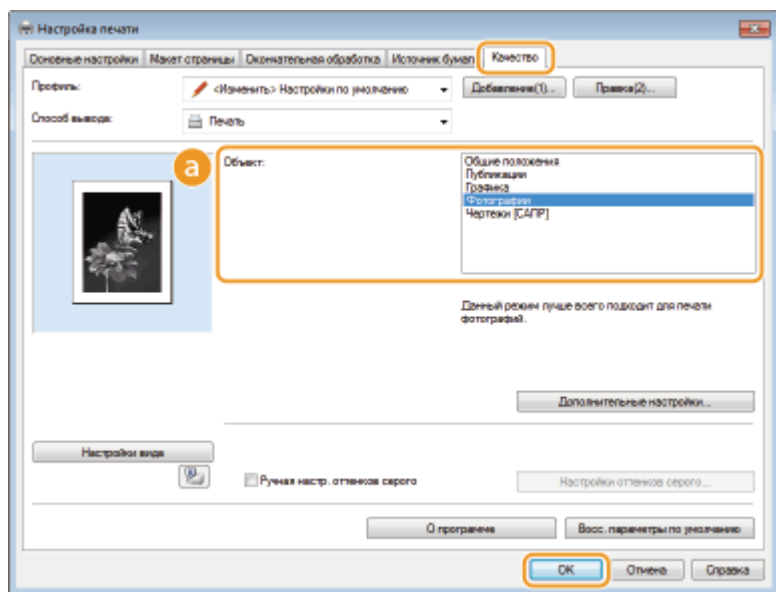 Настройка печати
Основные настройки Макет страницы Окончательная обработка Источник бумаги Качество
Профиль: <Изменить> Настройки по умолчанию Добавление(1)... Правка(2)...
Способ вывода: Печать
a Объект: Общие положения
Публикации
Графика
Фотографии
Чертежи [САПР]
Данный режим лучше всего подходит для печати
фотографий.
Дополнительные настройки...
Настройки вида
Ручная настр. оттенков серого Настройки оттенков серого...
О программе Восс. параметры по умолчанию
OK Отмена Справка